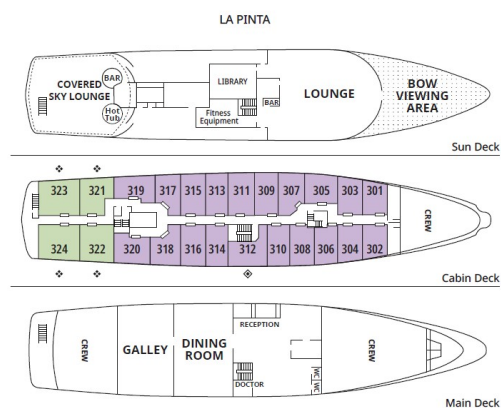 LA PINTA
COVERED
SKY LOUNGE
BAR
Hot
Tub
LIBRARY
Fitness
Equipment
BAR
LOUNGE
BOW
VIEWING
AREA
Sun Deck
323 321 319 317 315 313 311 309 307 305 303 301
324 322 320 318 316 314 312 310 308 306 304 302
CREW
Cabin Deck
CREW
GALLEY
DINING
ROOM
RECEPTION
DOCTOR
WC
WC
CREW
Main Deck